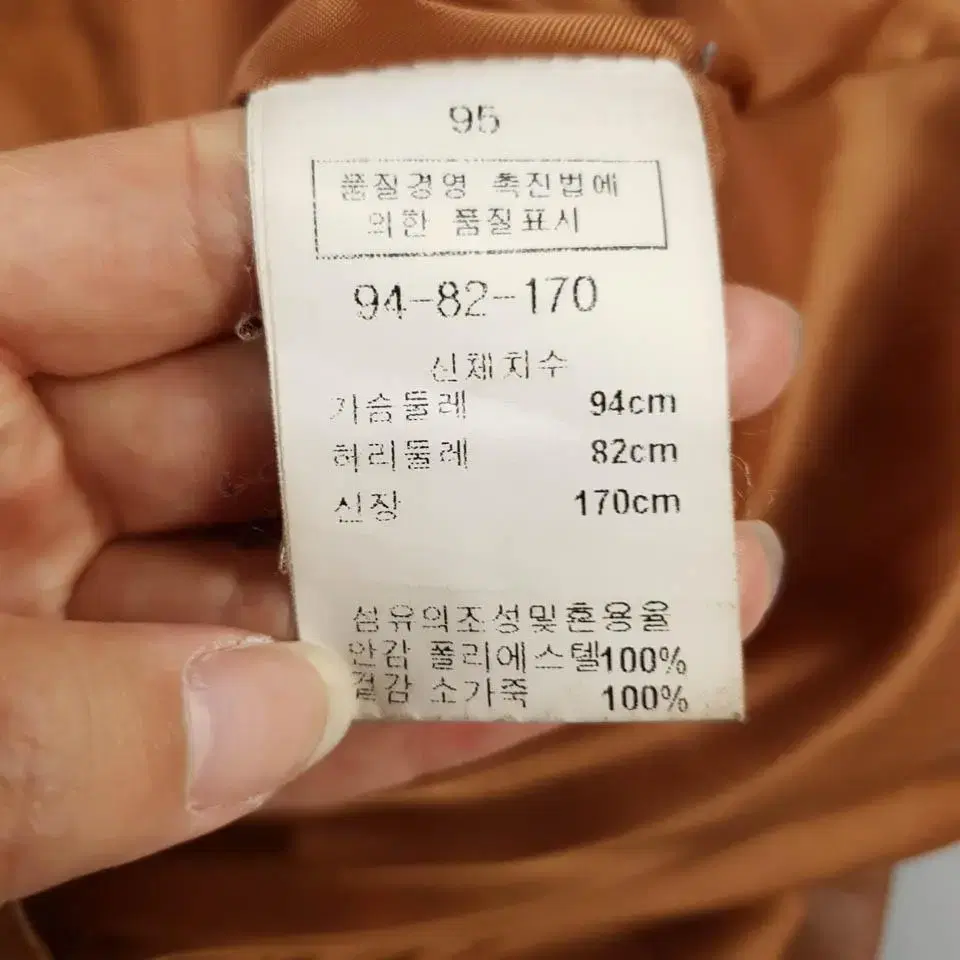 95
품질경영 촉진법에
의한 품질표시
94-82-170
신체치수
가슴둘레 94cm
허리둘레 82cm
신장 170cm
섬유의조성및혼용율
안감 폴리에스텔100%
겉감 소가죽 100%